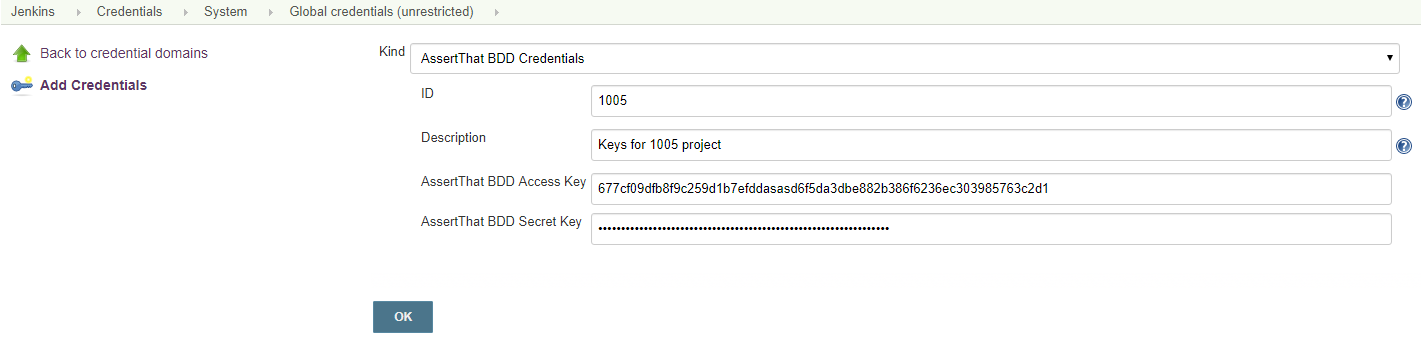 Jenkins Credentials System Global credentials (unrestricted)
Back to credential domains
Add Credentials
Kind AssertThat BDD Credentials
ID 1005
Description Keys for 1005 project
AssertThat BDD Access Key 677cf09dfb8f9c259d1b7efddasasd6f5da3dbe882b386f6236ec303985763c2d1
AssertThat BDD Secret Key
OK